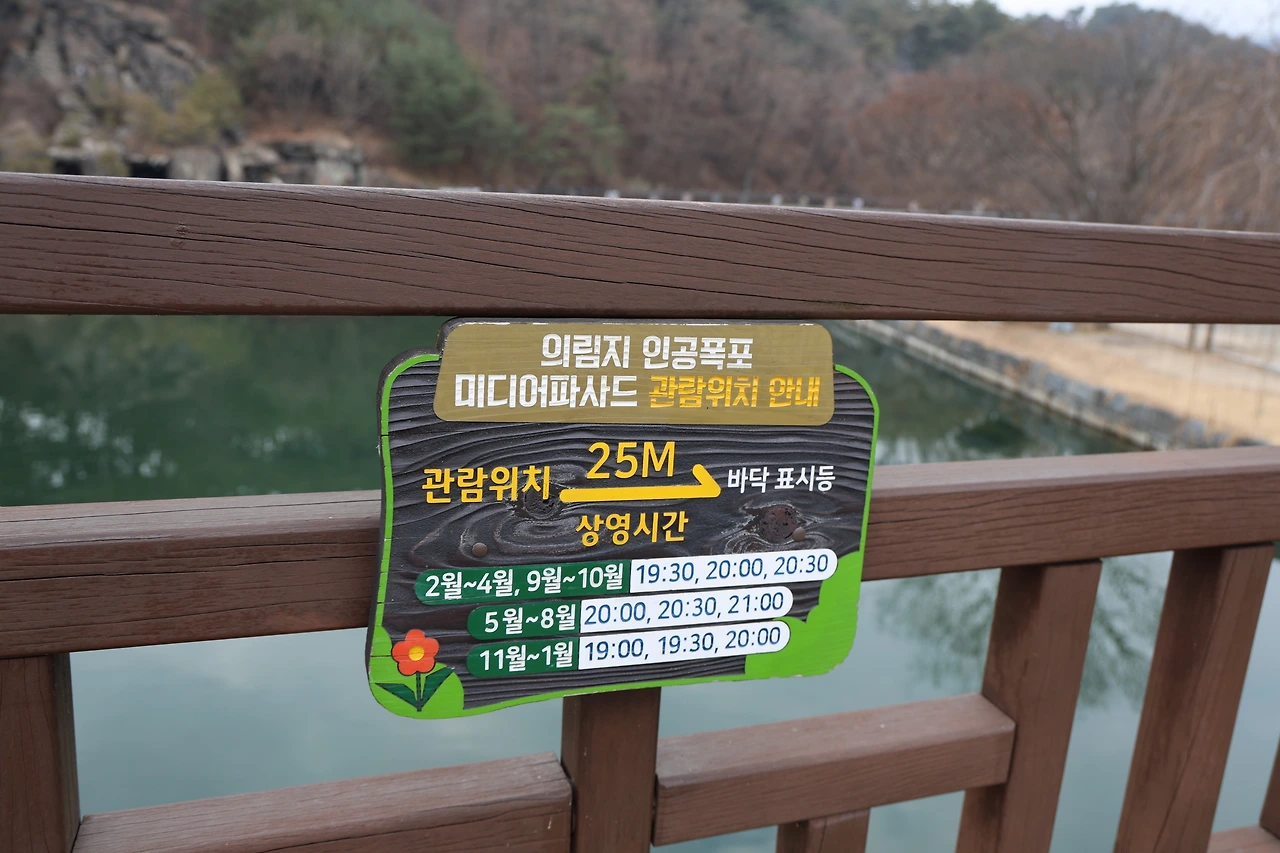 의림지 인공폭포
미디어파사드 관람위치 안내
관람위치 25M 바닥 표시등
상영시간
2월~4월, 9월~10월 19:30, 20:00, 20:30
5월~8월 20:00, 20:30, 21:00
11월~1월 19:00, 19:30, 20:00